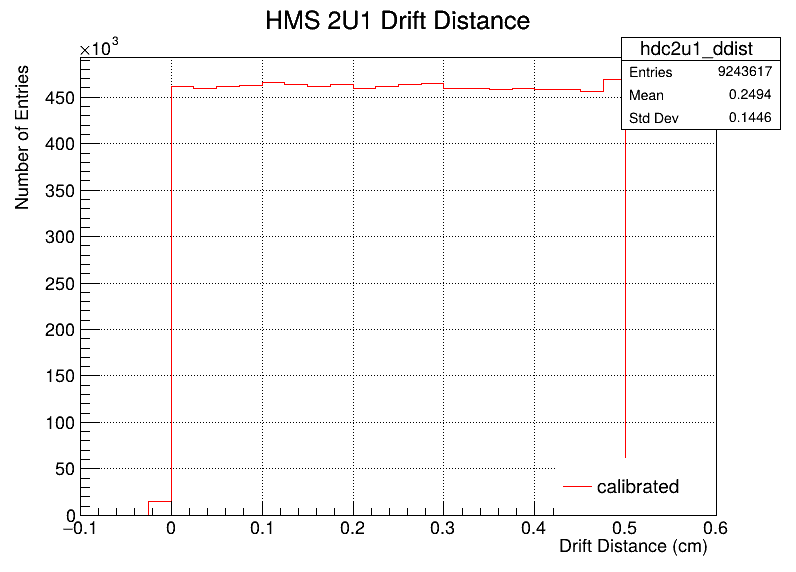 HMS 2U1 Drift Distance
×10³
hdc2u1_ddist
Entries 9243617
Mean 0.2494
Std Dev 0.1446
Number of Entries
450
400
350
300
250
200
150
100
50
0
calibrated
−0.1 0 0.1 0.2 0.3 0.4 0.5 0.6
Drift Distance (cm)